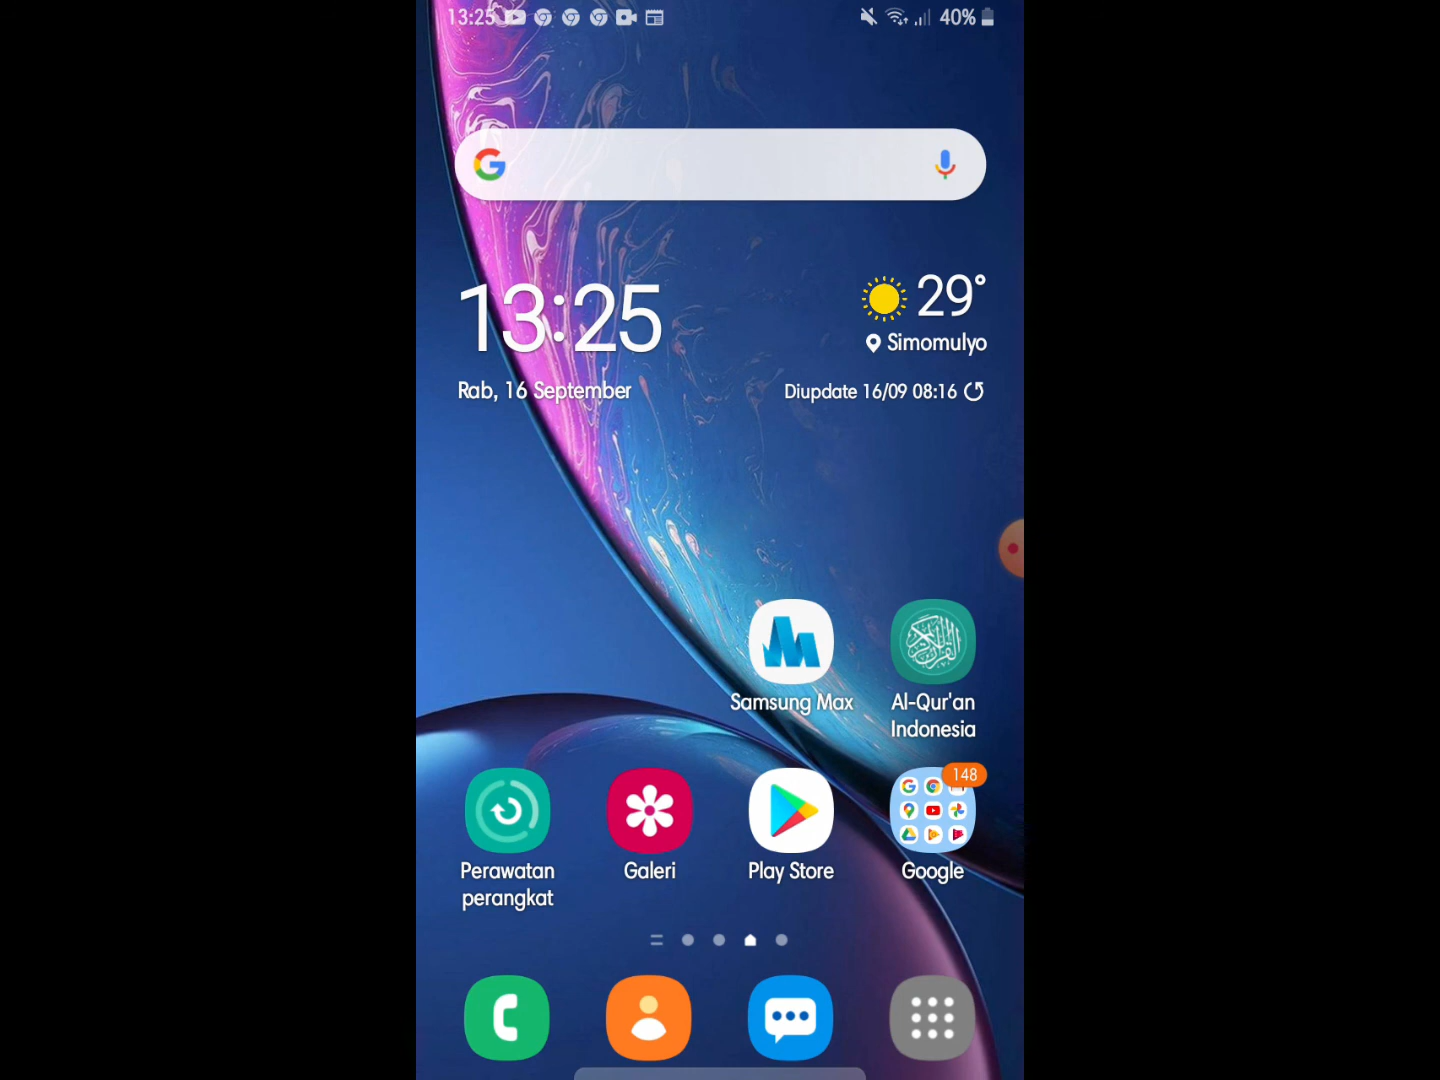 13:25
40%
13:25
29°
Simomulyo
Rab, 16 September
Diupdate 16/09 08:16
Samsung Max
Al-Qur'an
Indonesia
148
Perawatan
perangkat
Galeri
Play Store
Google